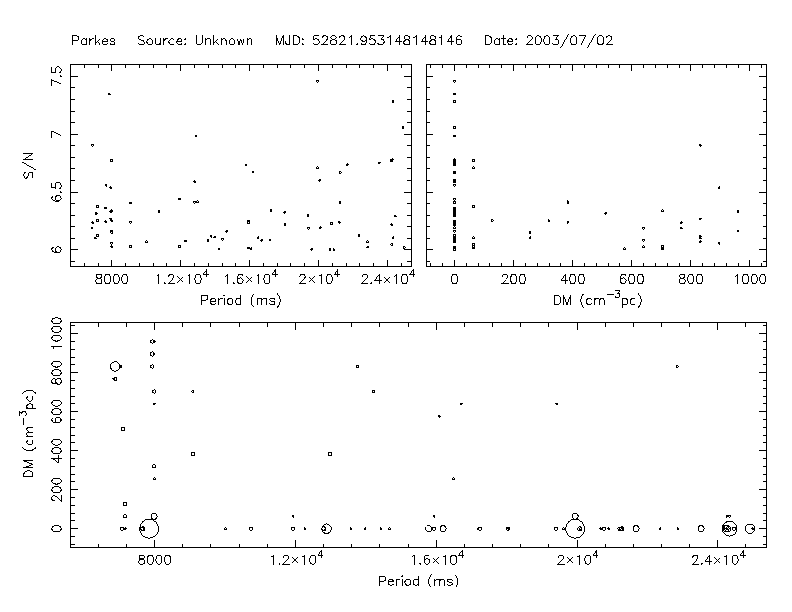 Parkes Source: Unknown MJD: 52821.953148148146 Date: 2003/07/02
7.5
7
6.5
6
S/N
8000 1.2×10⁴ 1.6×10⁴ 2×10⁴ 2.4×10⁴
Period (ms)
0 200 400 600 800 1000
DM (cm⁻³pc)
1000
800
600
400
200
0
DM (cm⁻³pc)
8000 1.2×10⁴ 1.6×10⁴ 2×10⁴ 2.4×10⁴
Period (ms)